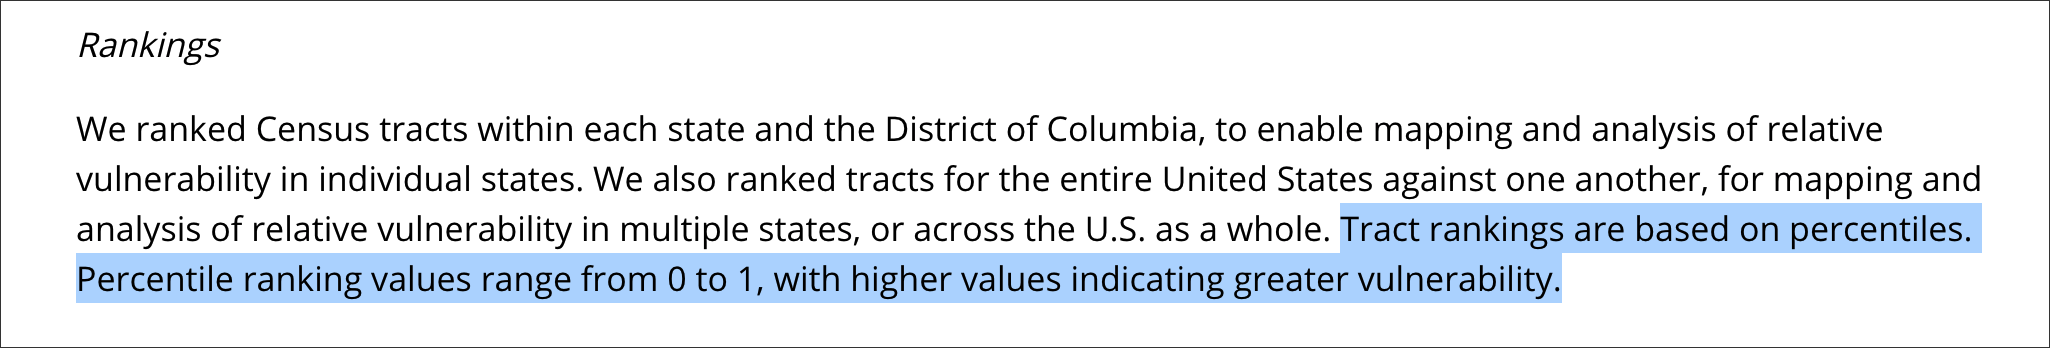 Rankings
We ranked Census tracts within each state and the District of Columbia, to enable mapping and analysis of relative
vulnerability in individual states. We also ranked tracts for the entire United States against one another, for mapping and
analysis of relative vulnerability in multiple states, or across the U.S. as a whole. Tract rankings are based on percentiles.
Percentile ranking values range from 0 to 1, with higher values indicating greater vulnerability.